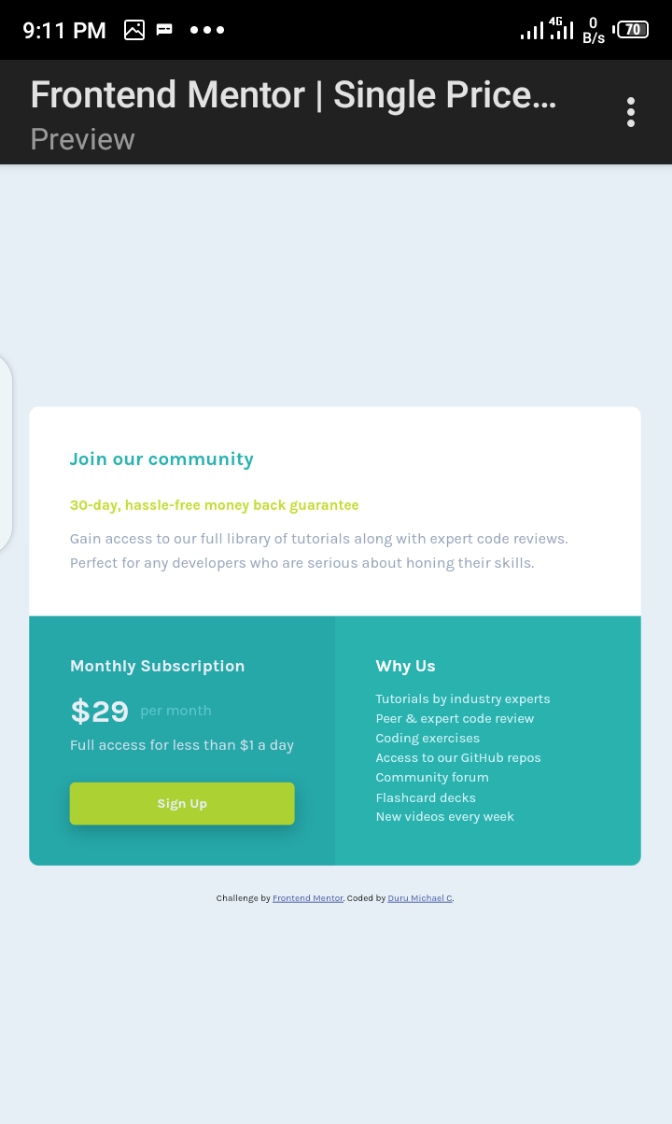 9:11 PM
4G
0
B/s
70
Frontend Mentor | Single Price...
Preview
Join our community
30-day, hassle-free money back guarantee
Gain access to our full library of tutorials along with expert code reviews.
Perfect for any developers who are serious about honing their skills.
Monthly Subscription
$29 per month
Full access for less than $1 a day
Sign Up
Why Us
Tutorials by industry experts
Peer & expert code review
Coding exercises
Access to our GitHub repos
Community forum
Flashcard decks
New videos every week
Challenge by Frontend Mentor. Coded by Duru Michael C.